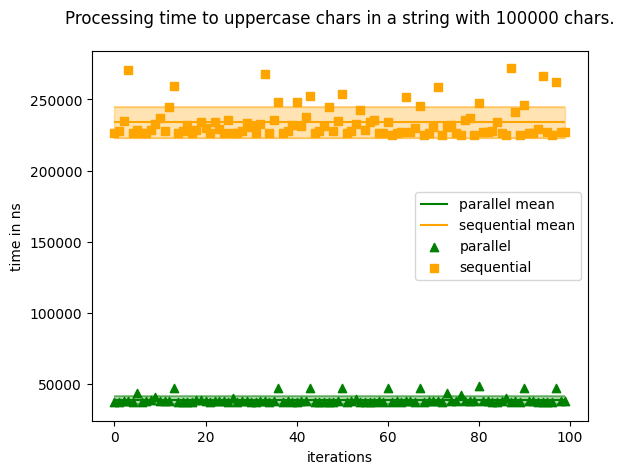 Processing time to uppercase chars in a string with 100000 chars.
250000
200000
150000
100000
50000
time in ns
parallel mean
sequential mean
parallel
sequential
0 20 40 60 80 100
iterations